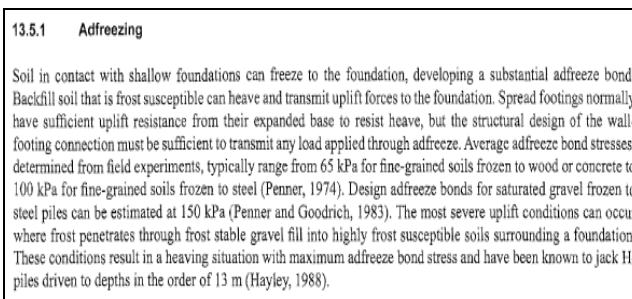 13.5.1 Adfreezing
Soil in contact with shallow foundations can freeze to the foundation, developing a substantial adfreeze bond
Backfill soil that is frost susceptible can heave and transmit uplift forces to the foundation. Spread footings normally
have sufficient uplift resistance from their expanded base to resist heave, but the structural design of the wall
footing connection must be sufficient to transmit any load applied through adfreeze. Average adfreeze bond stresses
determined from field experiments, typically range from 65 kPa for fine-grained soils frozen to wood or concrete to
100 kPa for fine-grained soils frozen to steel (Penner, 1974). Design adfreeze bonds for saturated gravel frozen to
steel piles can be estimated at 150 kPa (Penner and Goodrich, 1983). The most severe uplift conditions can occu
where frost penetrates through frost stable gravel fill into highly frost susceptible soils surrounding a foundation
These conditions result in a heaving situation with maximum adfreeze bond stress and have been known to jack H
piles driven to depths in the order of 13 m (Hayley, 1988).